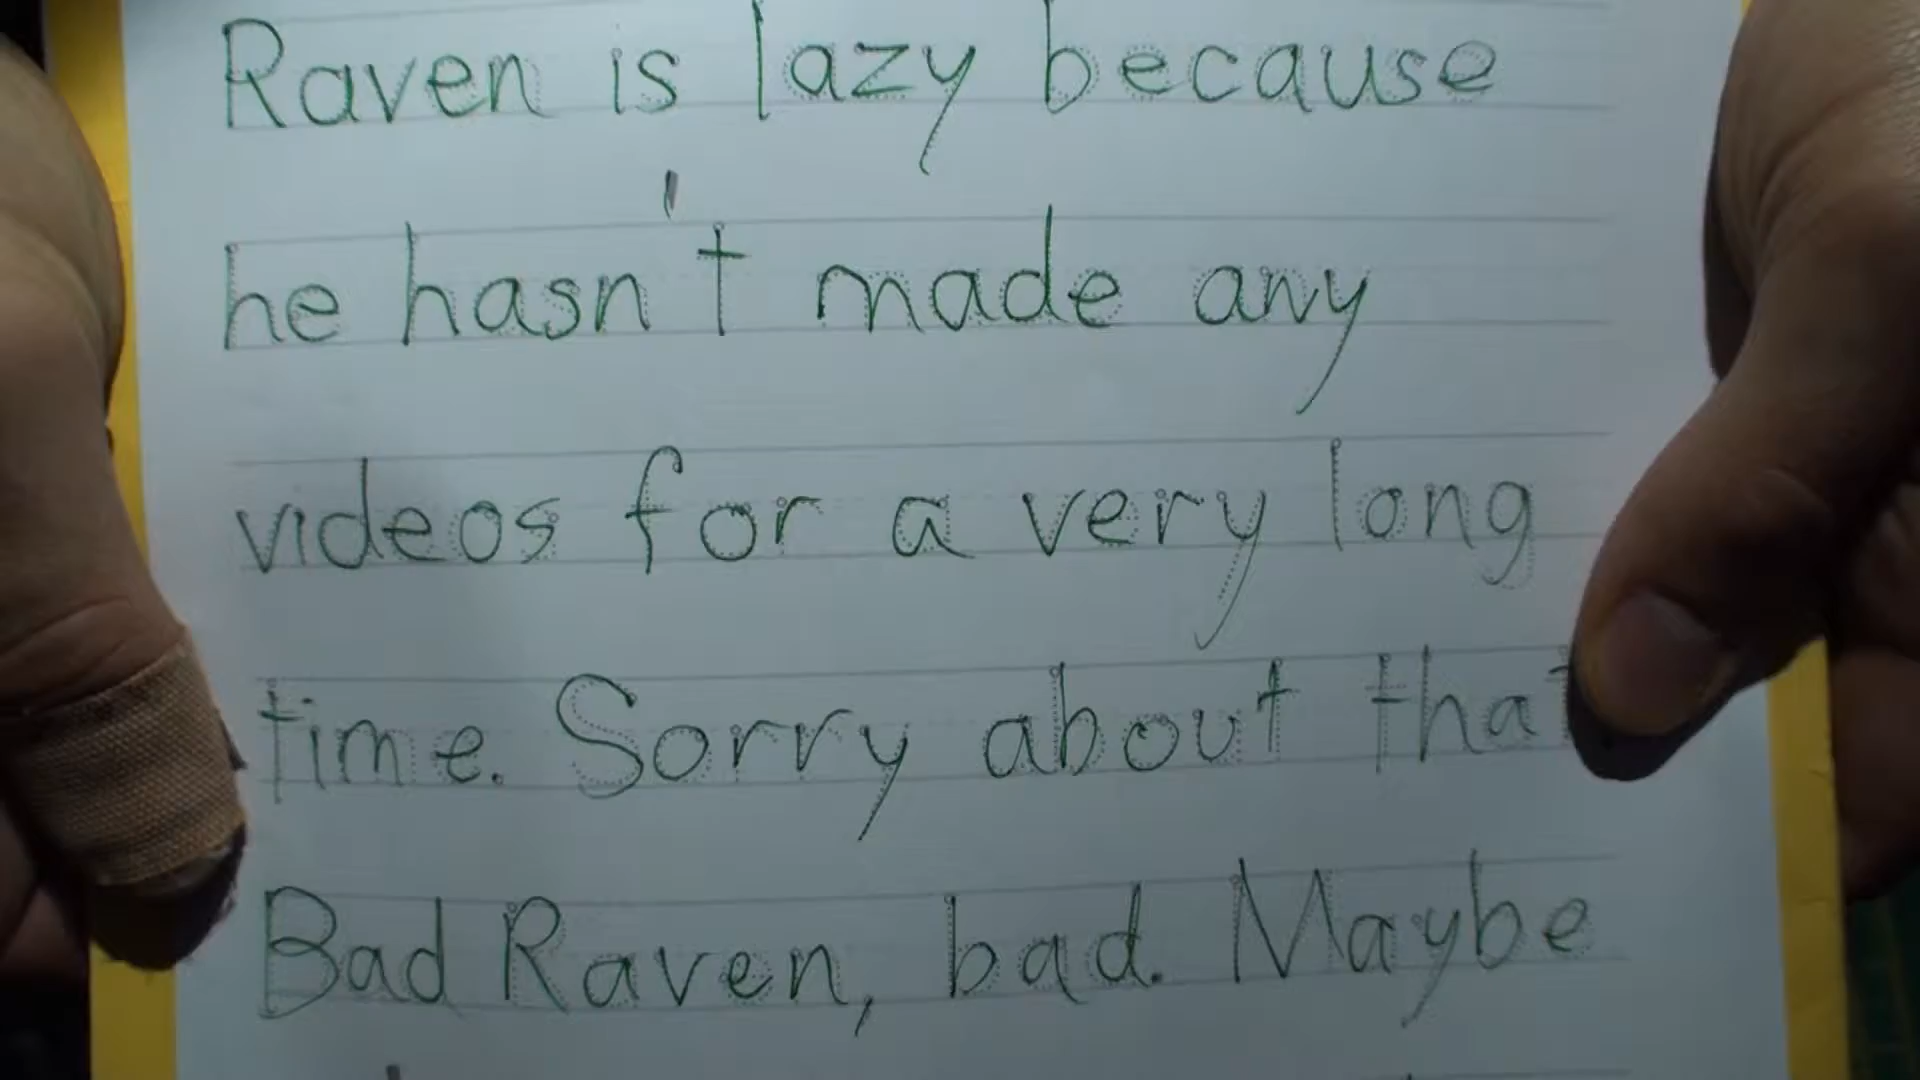 Raven is lazy because
he hasn't made any
videos for a very long
time. Sorry about that
Bad Raven, bad. Maybe